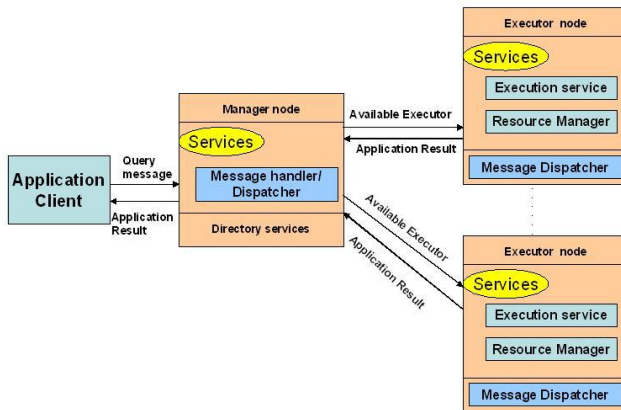 Application
Client
Query
message
Application
Result
Manager node
Services
Message handler/
Dispatcher
Directory services
Available Executor
Application Result
Available Executor
Application Result
Executor node
Services
Execution service
Resource Manager
Message Dispatcher
Executor node
Services
Execution service
Resource Manager
Message Dispatcher